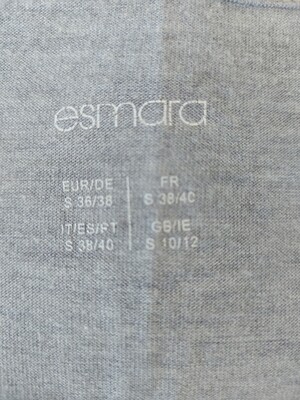 esmara
EUR/DE FR
S 36/38 S 38/40
IT/ES/PT GB/IE
S 38/40 S 10/12